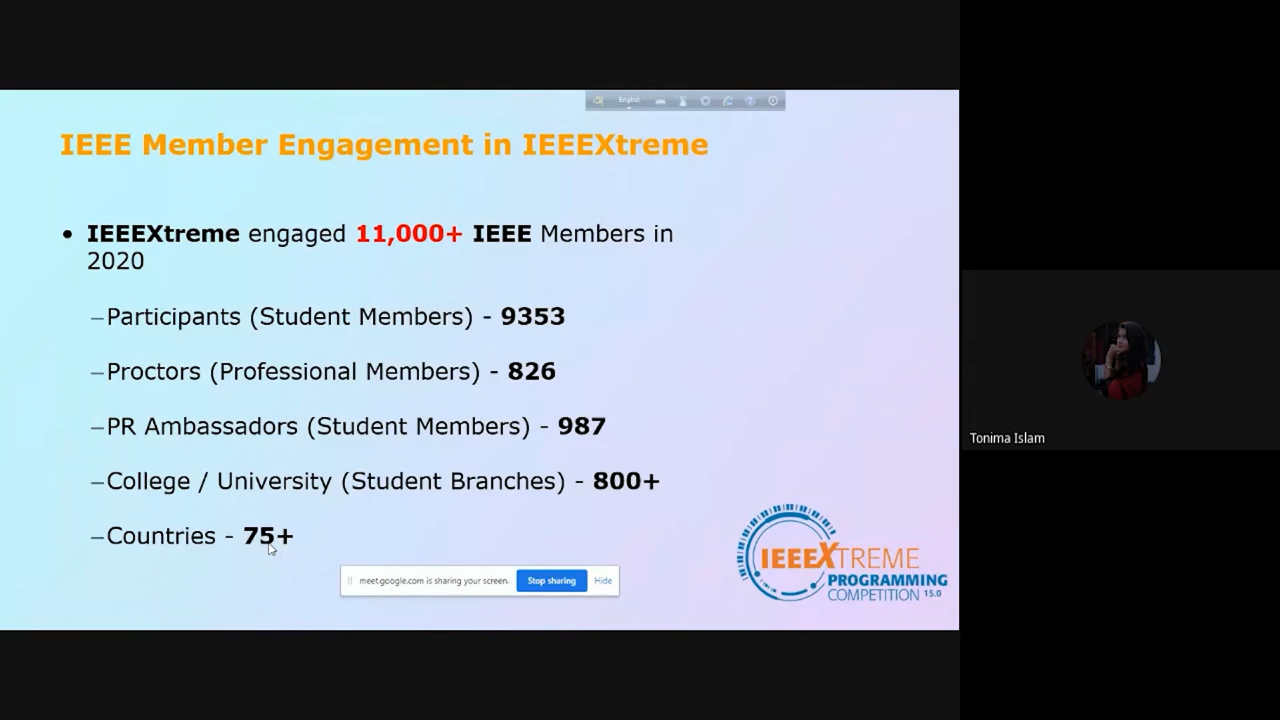 অ English
IEEE Member Engagement in IEEEXtreme
• IEEEXtreme engaged 11,000+ IEEE Members in
2020
–Participants (Student Members) - 9353
–Proctors (Professional Members) - 826
–PR Ambassadors (Student Members) - 987
–College / University (Student Branches) - 800+
–Countries - 75+
meet.google.com is sharing your screen. Stop sharing Hide
IEEEXTREME
PROGRAMMING
COMPETITION 15.0
Tonima Islam